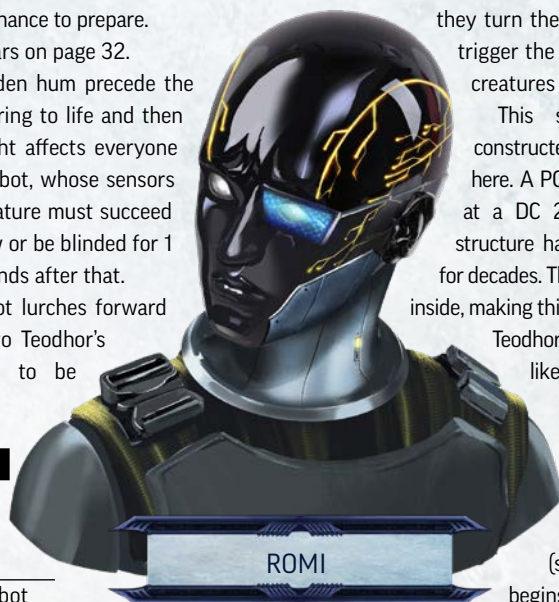 hance to prepare.
ars on page 32.
den hum precede the
ring to life and then
ht affects everyone
bot, whose sensors
ature must succeed
w or be blinded for 1
nds after that.
ot lurches forward
o Teodhor's
to be
bot
they turn the
trigger the
creatures
This s
constructe
here. A PC
at a DC 2
structure ha
for decades. Th
inside, making thi
Teodhor
like
(s
begins
ROMI